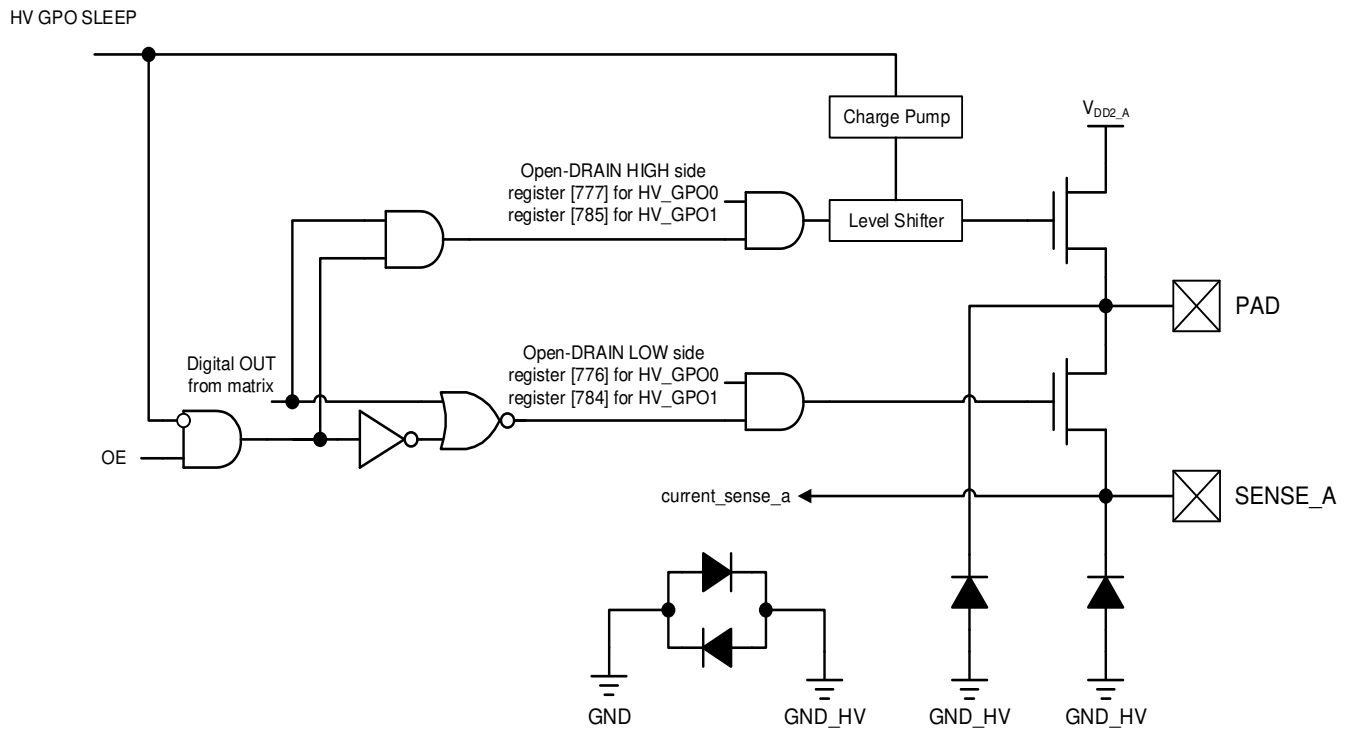 HV GPO SLEEP
Charge Pump
VDD2_A
Open-DRAIN HIGH side
register [777] for HV_GPO0
register [785] for HV_GPO1
Level Shifter
PAD
Digital OUT
from matrix
Open-DRAIN LOW side
register [776] for HV_GPO0
register [784] for HV_GPO1
OE
current_sense_a
SENSE_A
GND
GND_HV
GND_HV
GND_HV